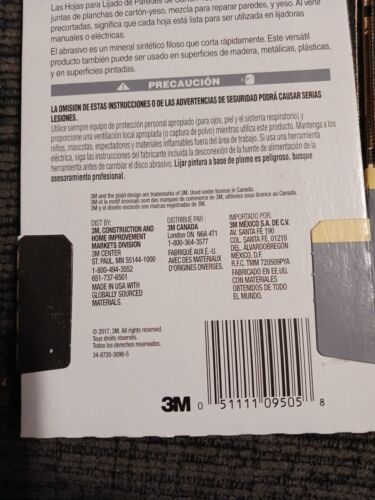 Las Hojas para Lijado de Paredes de
juntas de planchas de cartón-yeso, mezcla para reparar paredes, y yeso. Al venir
precortadas, significa que cada hoja está lista para ser utilizada en lijadoras
manuales o eléctricas.
El abrasivo es un mineral sintético filoso que corta rápidamente. Este versátil
producto también puede ser usado en superficies de madera, metálicas, plásticas,
y en superficies pintadas.
PRECAUCIÓN
LA OMISION DE ESTAS INSTRUCCIONES O DE LAS ADVERTENCIAS DE SEGURIDAD PODRÁ CAUSAR SERIAS
LESIONES.
Utilice siempre equipo de protección personal apropiado (para ojos, piel y el sistema respiratorio) y
proporcione una ventilación local apropiada (o captura de polvo) mientras utiliza este producto. Mantenga a los
niños, mascotas, espectadores y materiales inflamables fuera del área de trabajo. Si usa una herramienta
eléctrica, siga las instrucciones del fabricante incluida la desconexión de la fuente de alimentación de la
herramienta antes de cambiar el disco abrasivo. Lijar pintura a base de plomo es peligroso, busque
asesoramiento profesional.
3M and the plaid design are trademarks of 3M. Used under license in Canada.
3M et le motif écossais sont des marques de commerce de 3M, utilisées sous licence au Canada.
3M y el diseño escocés son marcas registradas de 3M.
DIST BY:
3M, CONSTRUCTION AND
HOME IMPROVEMENT
MARKETS DIVISION
3M CENTER
ST. PAUL, MN 55144-1000
1-800-494-3552
651-737-6501
MADE IN USA WITH
GLOBALLY SOURCED
MATERIALS.
DISTRIBUÉ PAR :
3M CANADA
London ON N6A 4T1
1-800-364-3577
FABRIQUÉ AUX É.-U.
AVEC DES MATÉRIAUX
D'ORIGINES DIVERSES.
IMPORTADO POR:
3M MÉXICO S.A. DE C.V.
AV. SANTA FE 190
COL. SANTA FE, 01210
DEL. ALVAROOBREGÓN
MÉXICO, D.F.
R.F.C. TMM 720509PYA
FABRICADO EN EE.UU.
CON MATERIALES
OBTENIDOS DE TODO
EL MUNDO.
© 2017, 3M. All rights reserved.
Tous droits réservés.
Todos los derechos reservados.
34-8720-3098-5
3M
0 51111 09505 8